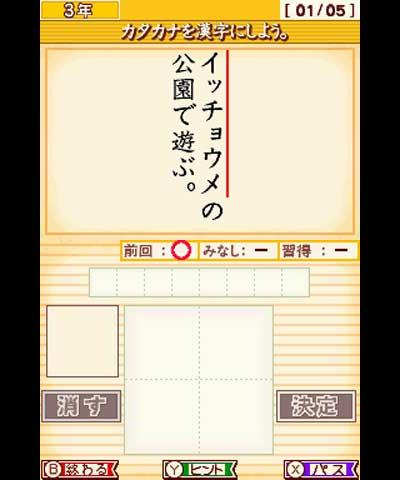 3年
[01/05]
カタカナを漢字にしよう。
イッチョウメの
公園で遊ぶ。
前回：○ みなし：ー 習得：ー
消す
決定
B 終わる
Y ヒント
X パス